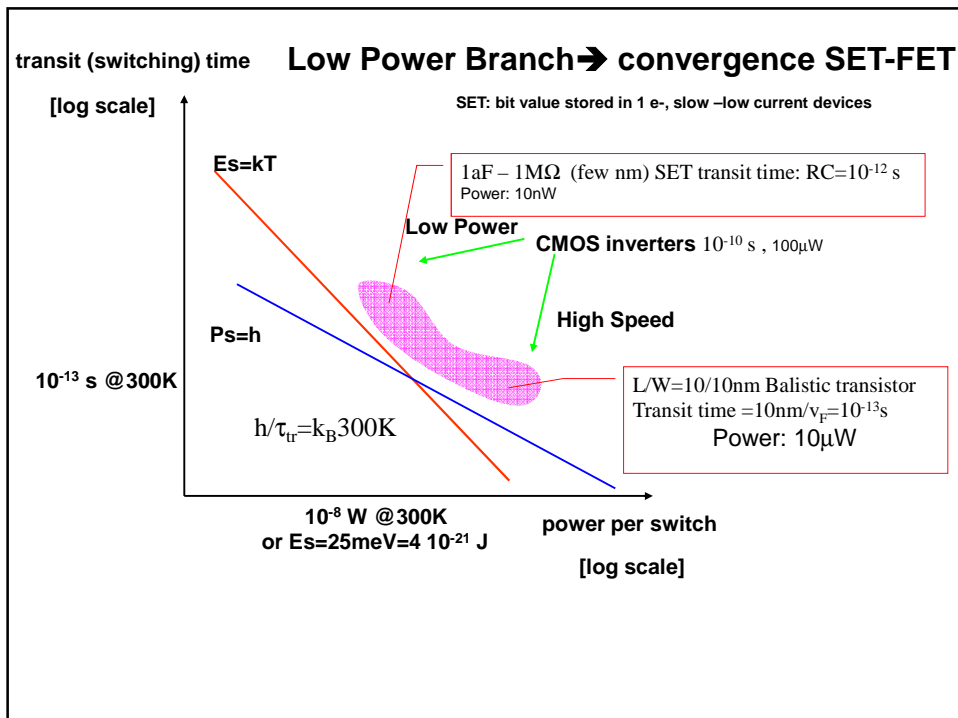 transit (switching) time
Low Power Branch➔ convergence SET-FET
[log scale]
SET: bit value stored in 1 e-, slow –low current devices
Es=kT
1aF – 1MΩ (few nm) SET transit time: RC=10⁻¹² s
Power: 10nW
Low Power
CMOS inverters 10⁻¹⁰ s , 100μW
High Speed
Ps=h
10⁻¹³ s @300K
L/W=10/10nm Balistic transistor
Transit time =10nm/v_F=10⁻¹³s
Power: 10μW
h/τ_tr=k_B300K
10⁻⁸ W @300K
or Es=25meV=4 10⁻²¹ J
power per switch
[log scale]